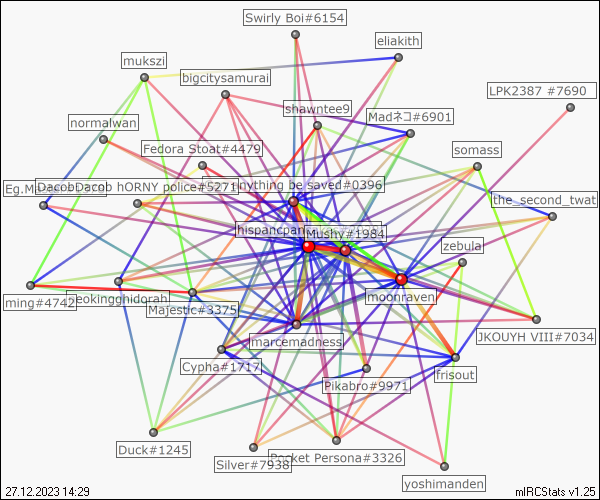 Swirly Boi#6154
eliakith
mukszi
bigcitysamurai
LPK2387 #7690
shawntee9
Madネコ#6901
normalwan
Fedora Stoat#4479
somass
Eg.Ma
DacobDacob hORNY police#5271
anything be saved#0396
the_second_twat
hispancpan
Mushy#1984
zebula
moonraven
ming#4742
neokingghidorah
Majestic#3375
JKOUYH VIII#7034
marcemadness
Cypha#1717
frisout
Pikabro#9971
Duck#1245
Pocket Persona#3326
Silver#7938
yoshimanden
27.12.2023 14:29
mIRCStats v1.25